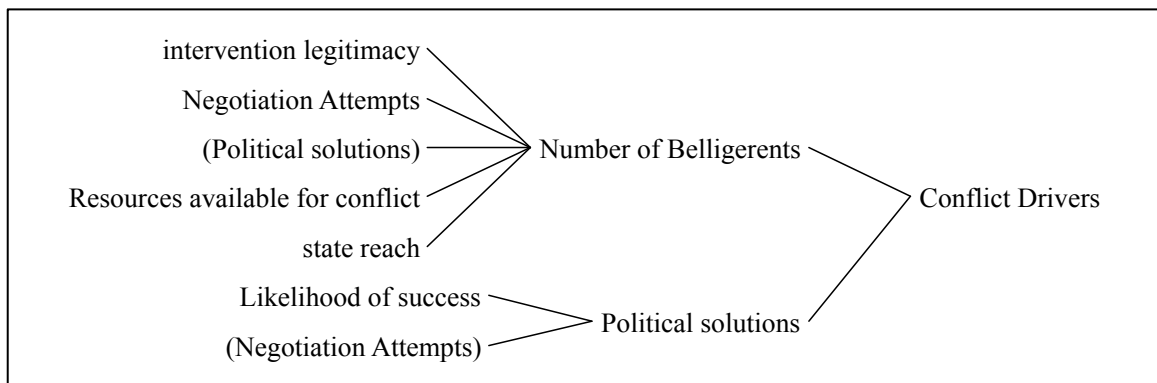 intervention legitimacy
Negotiation Attempts
(Political solutions)
Number of Belligerents
Resources available for conflict
Conflict Drivers
state reach
Likelihood of success
Political solutions
(Negotiation Attempts)